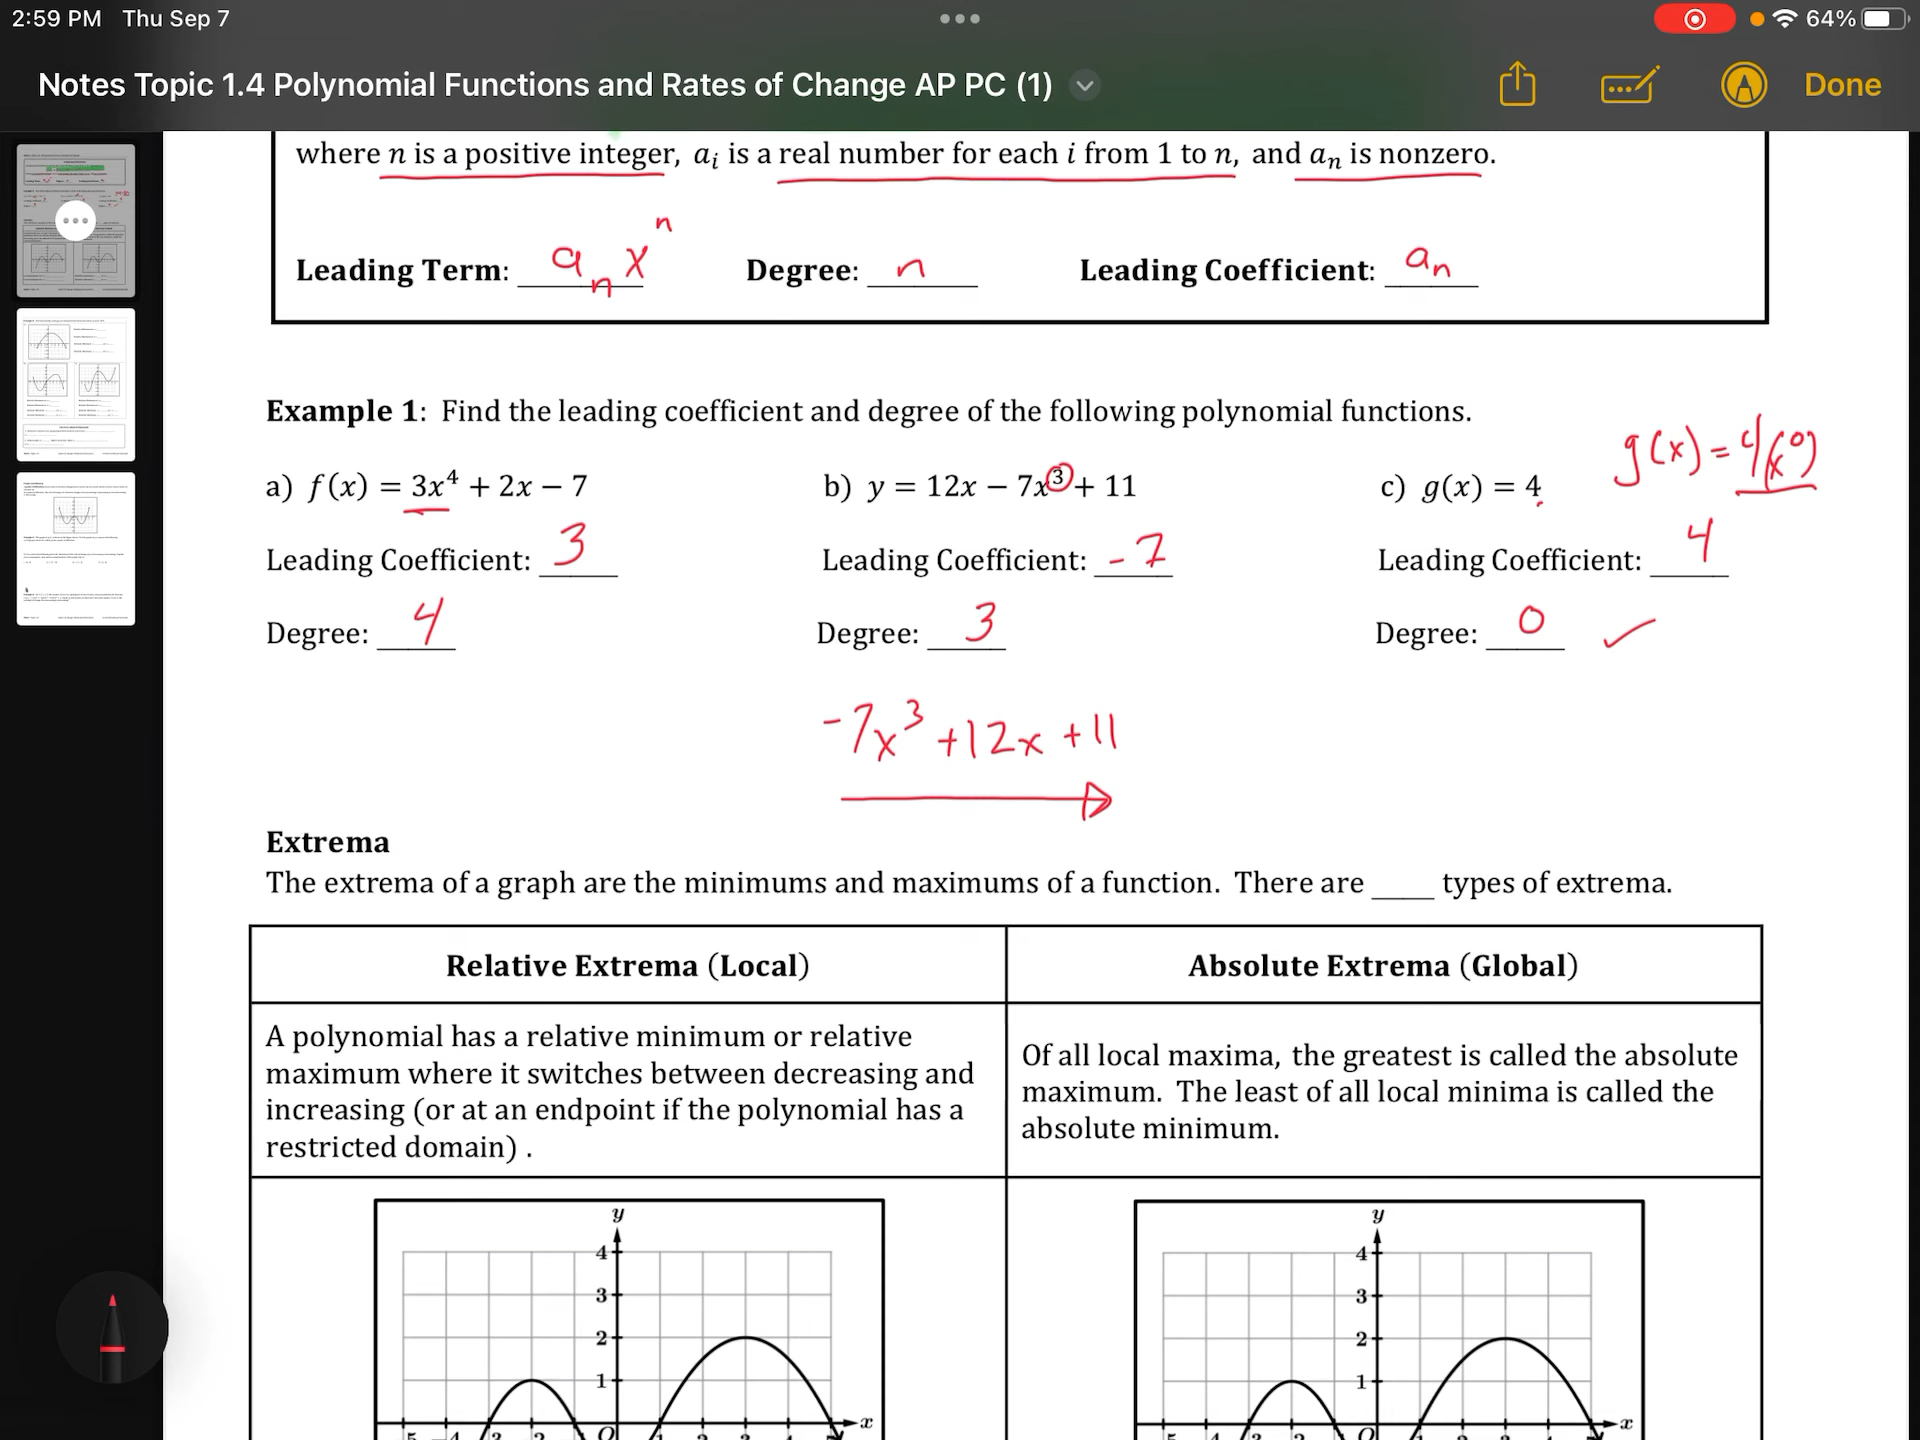 2:59 PM Thu Sep 7
64%
Notes Topic 1.4 Polynomial Functions and Rates of Change AP PC (1)
Done
where n is a positive integer, aᵢ is a real number for each i from 1 to n, and aₙ is nonzero.
Leading Term: aₙxⁿ Degree: n Leading Coefficient: aₙ
Example 1: Find the leading coefficient and degree of the following polynomial functions.
a) f(x) = 3x⁴ + 2x − 7 b) y = 12x − 7x³ + 11 c) g(x) = 4 g(x) = 4(x⁰)
Leading Coefficient: 3 Leading Coefficient: -7 Leading Coefficient: 4
Degree: 4 Degree: 3 Degree: 0 ✓
-7x³ +12x +11
Extrema
The extrema of a graph are the minimums and maximums of a function. There are ____ types of extrema.
Relative Extrema (Local) Absolute Extrema (Global)
A polynomial has a relative minimum or relative
maximum where it switches between decreasing and
increasing (or at an endpoint if the polynomial has a
restricted domain) .
Of all local maxima, the greatest is called the absolute
maximum. The least of all local minima is called the
absolute minimum.
y
4
3
2
1
x
O
y
4
3
2
1
x
O